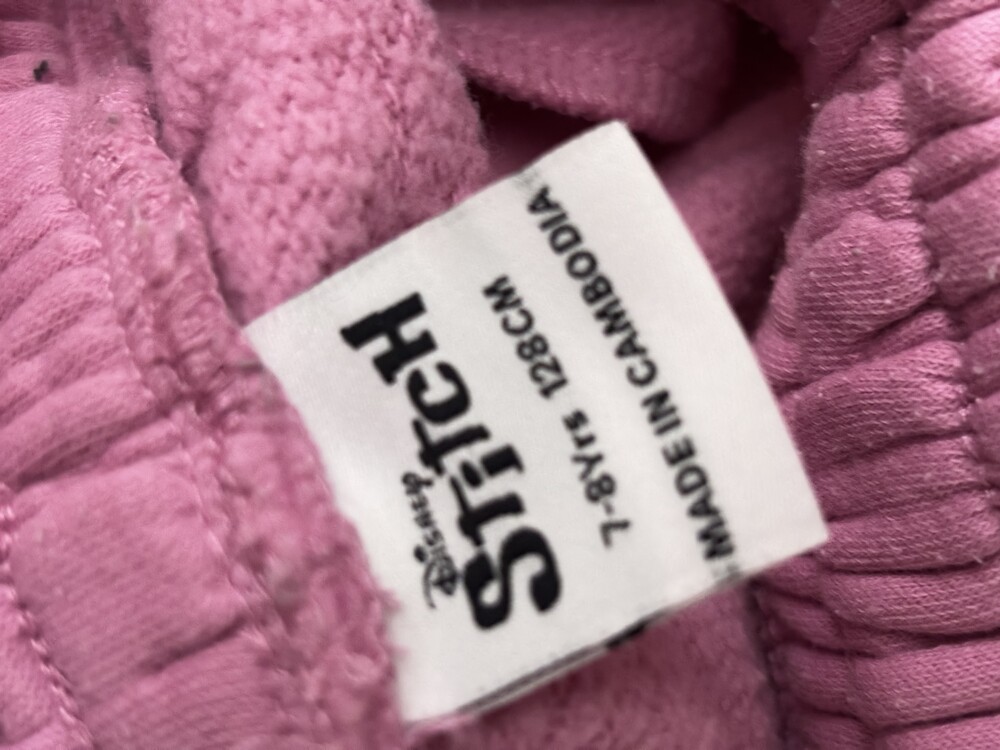 Disney
Stitch
7-8Yrs 128CM
MADE IN CAMBODIA